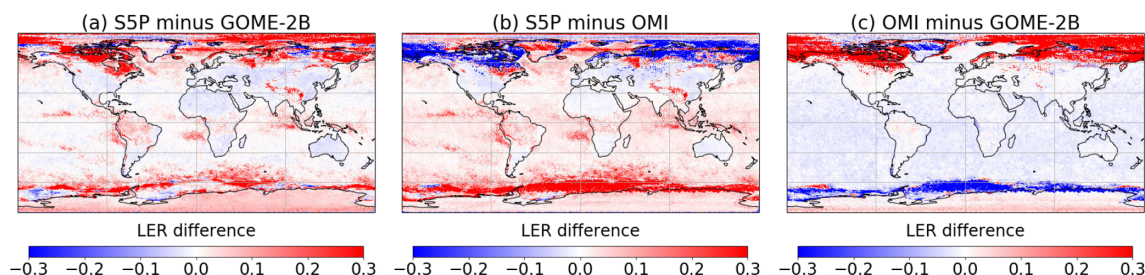 (a) S5P minus GOME-2B
(b) S5P minus OMI
(c) OMI minus GOME-2B
LER difference
−0.3 −0.2 −0.1 0.0 0.1 0.2 0.3
LER difference
−0.3 −0.2 −0.1 0.0 0.1 0.2 0.3
LER difference
−0.3 −0.2 −0.1 0.0 0.1 0.2 0.3